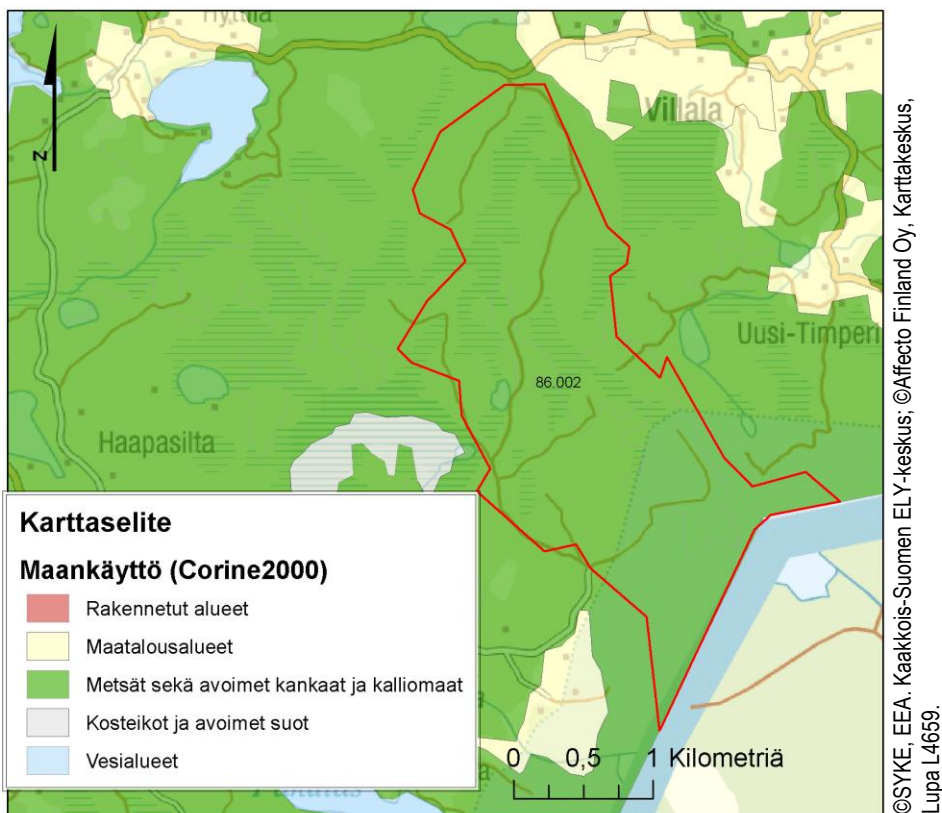 Hyttilä
Villala
N
Uusi-Timperi
86.002
Haapasilta
Karttaselite
Maankäyttö (Corine2000)
Rakennetut alueet
Maatalousalueet
Metsät sekä avoimet kankaat ja kalliomaat
Kosteikot ja avoimet suot
Vesialueet
0 0,5 1 Kilometriä
©SYKE, EEA. Kaakkois-Suomen ELY-keskus; ©Affecto Finland Oy, Karttakeskus,
Lupa L4659.